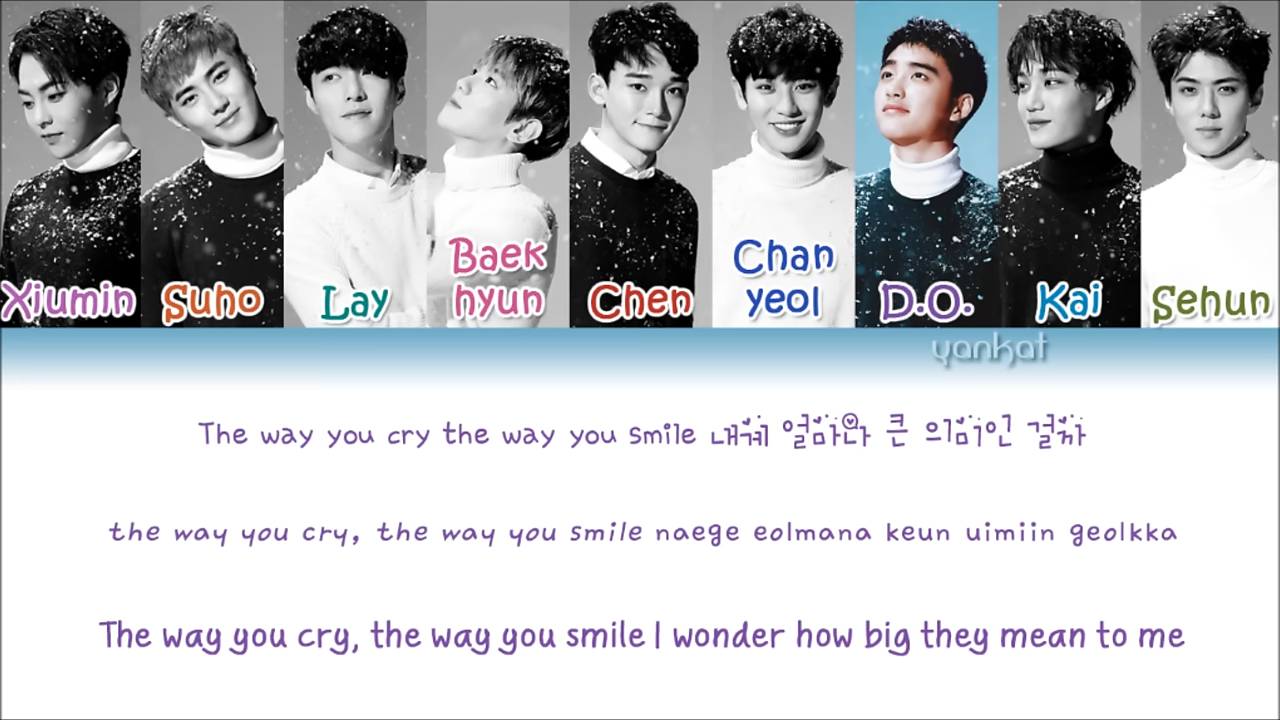 Xiumin
Suho
Lay
Baek
hyun
Chen
Chan
yeol
D.O.
Kai
Sehun
yankat
The way you cry the way you smile 내게 얼마나 큰 의미인 걸까
the way you cry, the way you smile naege eolmana keun uimiin geolkka
The way you cry, the way you smile I wonder how big they mean to me